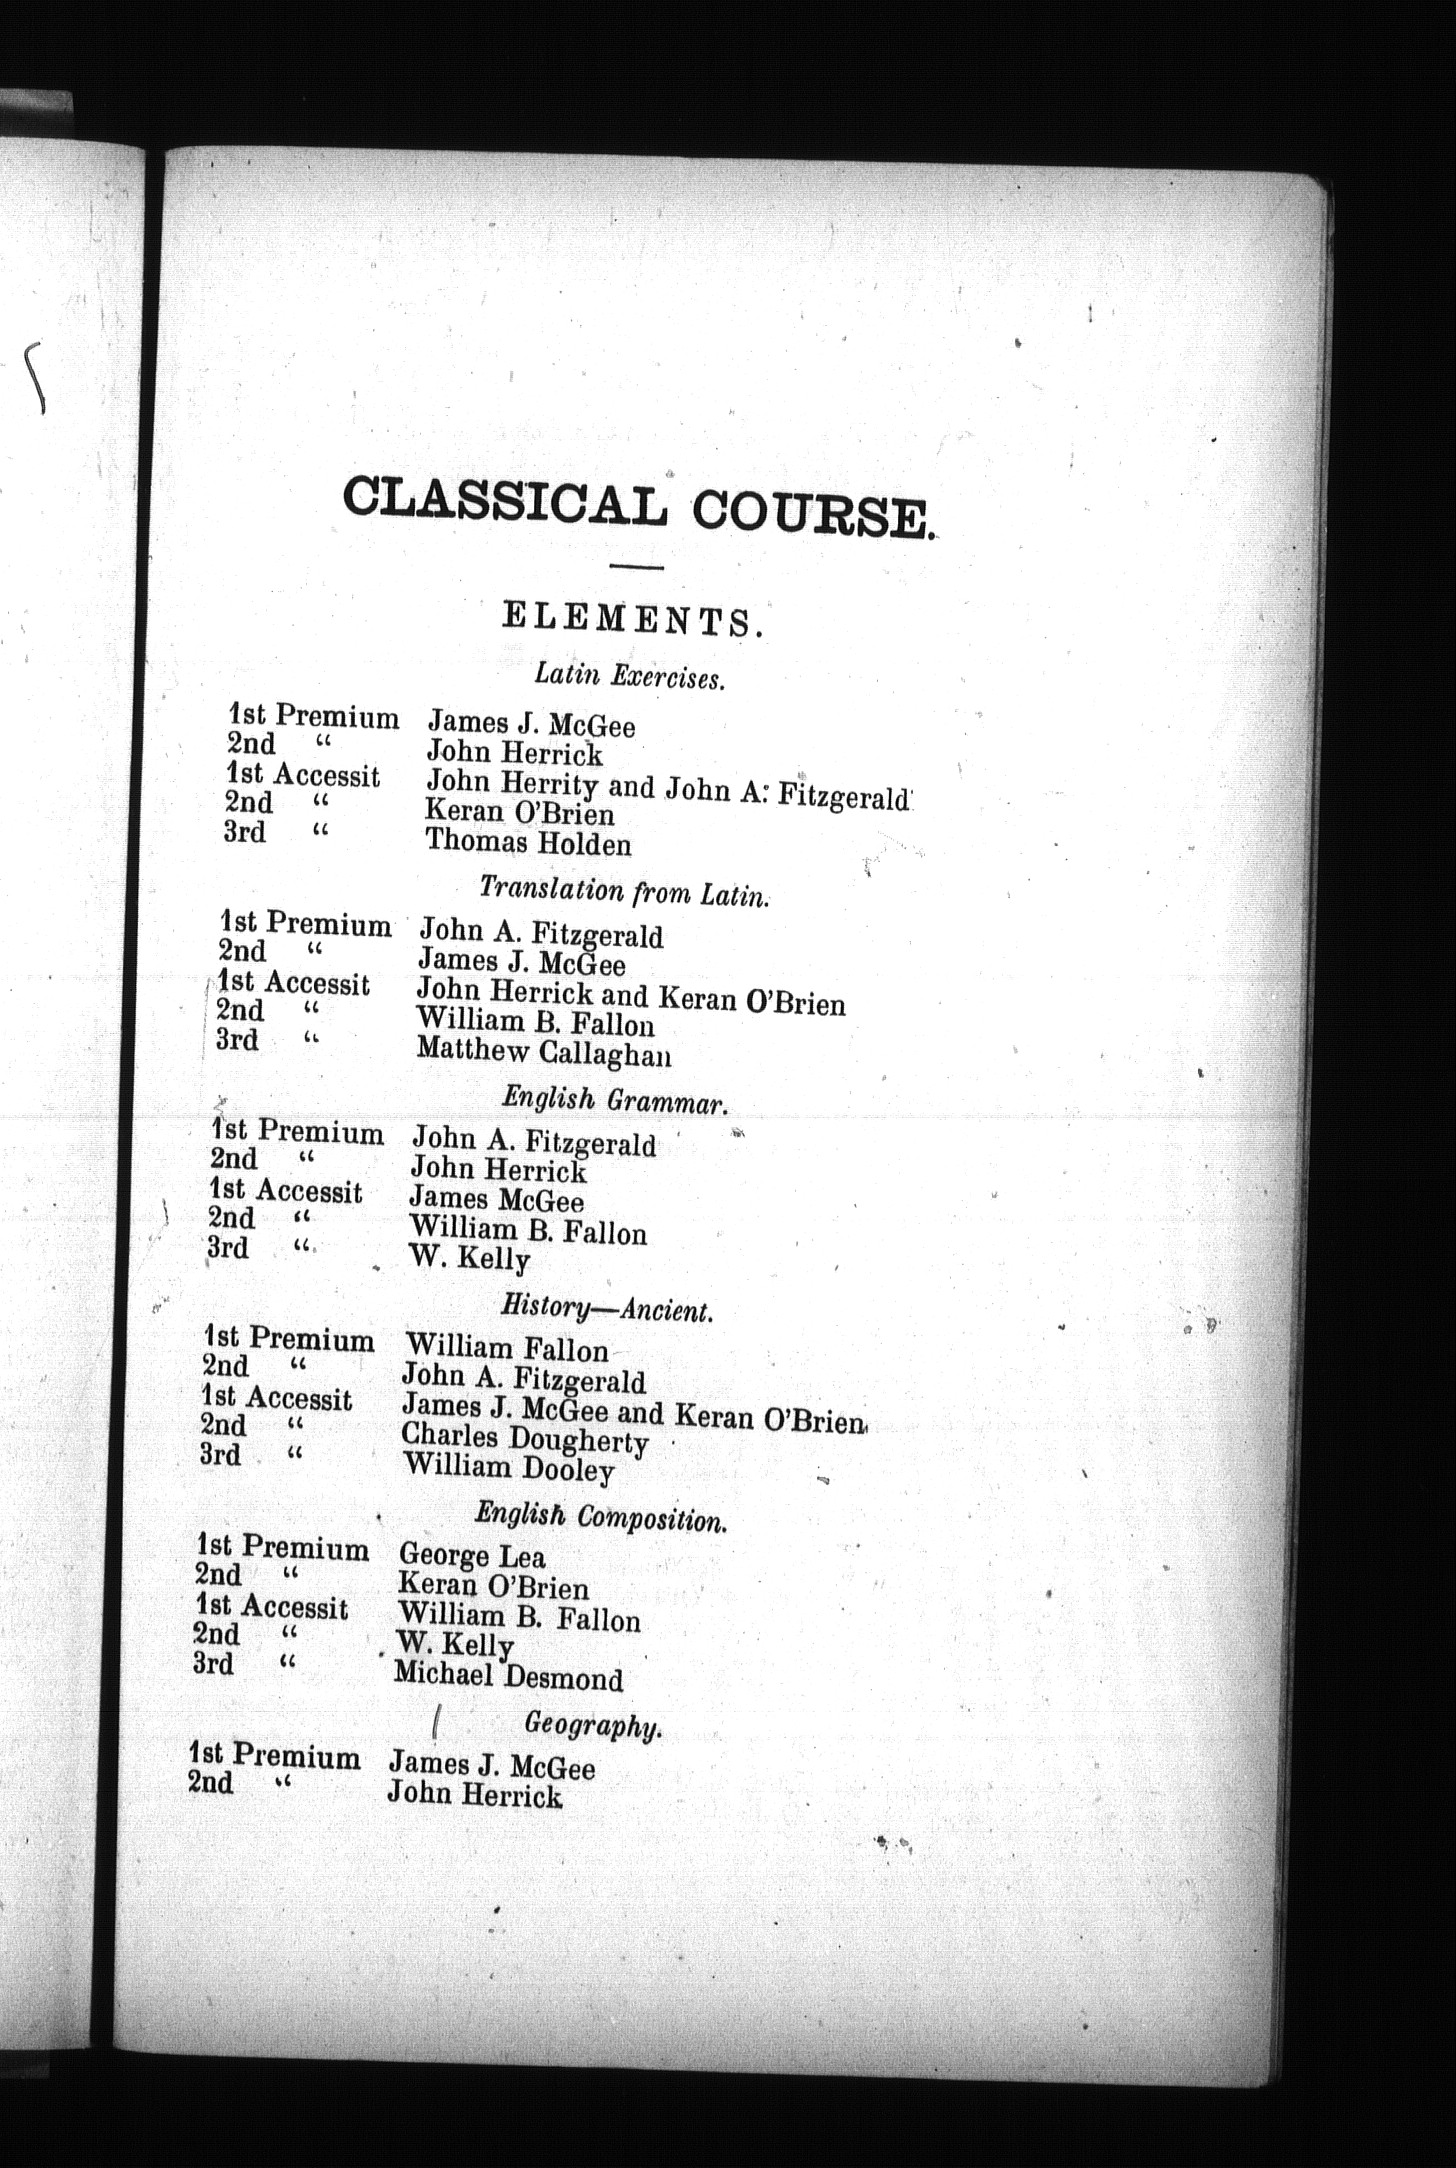 CLASSICAL COURSE.
ELEMENTS.
Latin Exercises.
1st Premium James J. McGee
2nd “ John Herrick
1st Accessit John Herrity and John A. Fitzgerald
2nd “ Keran O'Brien
3rd “ Thomas Holden
Translation from Latin.
1st Premium John A. Fitzgerald
2nd “ James J. McGee
1st Accessit John Herrick and Keran O'Brien
2nd “ William B. Fallon
3rd “ Matthew Callaghan
English Grammar.
1st Premium John A. Fitzgerald
2nd “ John Herrick
1st Accessit James McGee
2nd “ William B. Fallon
3rd “ W. Kelly
History—Ancient.
1st Premium William Fallon
2nd “ John A. Fitzgerald
1st Accessit James J. McGee and Keran O'Brien
2nd “ Charles Dougherty
3rd “ William Dooley
English Composition.
1st Premium George Lea
2nd “ Keran O'Brien
1st Accessit William B. Fallon
2nd “ W. Kelly
3rd “ Michael Desmond
Geography.
1st Premium James J. McGee
2nd “ John Herrick